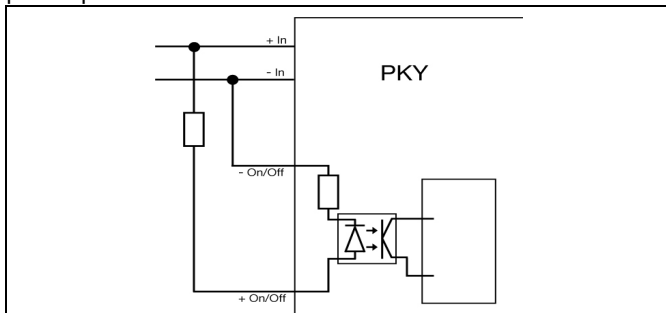 + In
- In
PKY
- On/Off
+ On/Off